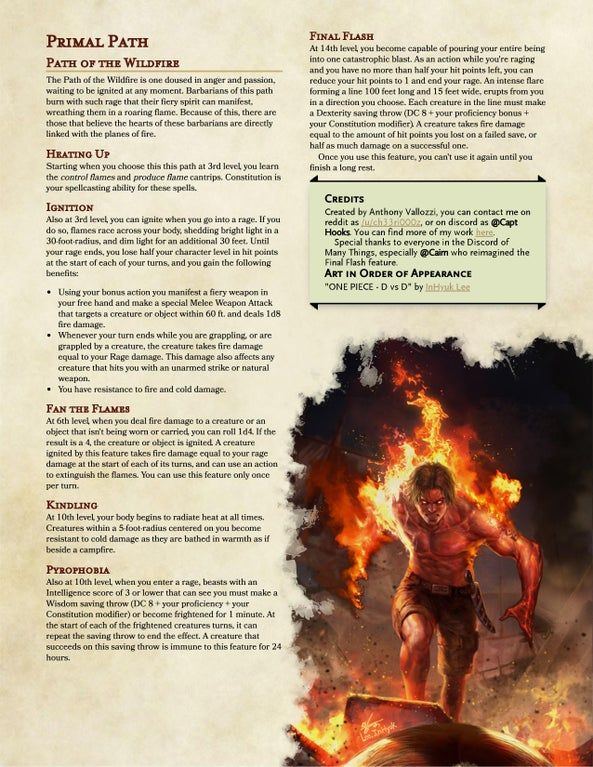 PRIMAL PATH
PATH OF THE WILDFIRE
The Path of the Wildfire is one doused in anger and passion,
waiting to be ignited at any moment. Barbarians of this path
burn with such rage that their fiery spirit can manifest,
wreathing them in a roaring flame. Because of this, there are
those that believe the hearts of these barbarians are directly
linked with the planes of fire.
HEATING UP
Starting when you choose this this path at 3rd level, you learn
the control flames and produce flame cantrips. Constitution is
your spellcasting ability for these spells.
IGNITION
Also at 3rd level, you can ignite when you go into a rage. If you
do so, flames race across your body, shedding bright light in a
30-foot-radius, and dim light for an additional 30 feet. Until
your rage ends, you lose half your character level in hit points
at the start of each of your turns, and you gain the following
benefits:
• Using your bonus action you manifest a fiery weapon in
your free hand and make a special Melee Weapon Attack
that targets a creature or object within 60 ft. and deals 1d8
fire damage.
• Whenever your turn ends while you are grappling, or are
grappled by a creature, the creature takes fire damage
equal to your Rage damage. This damage also affects any
creature that hits you with an unarmed strike or natural
weapon.
• You have resistance to fire and cold damage.
FAN THE FLAMES
At 6th level, when you deal fire damage to a creature or an
object that isn't being worn or carried, you can roll 1d4. If the
result is a 4, the creature or object is ignited. A creature
ignited by this feature takes fire damage equal to your rage
damage at the start of each of its turns, and can use an action
to extinguish the flames. You can use this feature only once
per turn.
KINDLING
At 10th level, your body begins to radiate heat at all times.
Creatures within a 5-foot-radius centered on you become
resistant to cold damage as they are bathed in warmth as if
beside a campfire.
PYROPHOBIA
Also at 10th level, when you enter a rage, beasts with an
Intelligence score of 3 or lower that can see you must make a
Wisdom saving throw (DC 8 + your proficiency + your
Constitution modifier) or become frightened for 1 minute. At
the start of each of the frightened creatures turns, it can
repeat the saving throw to end the effect. A creature that
succeeds on this saving throw is immune to this feature for 24
hours.
FINAL FLASH
At 14th level, you become capable of pouring your entire being
into one catastrophic blast. As an action while you're raging
and you have no more than half your hit points left, you can
reduce your hit points to 1 and end your rage. An intense flare
forming a line 100 feet long and 15 feet wide, erupts from you
in a direction you choose. Each creature in the line must make
a Dexterity saving throw (DC 8 + your proficiency bonus +
your Constitution modifier). A creature takes fire damage
equal to the amount of hit points you lost on a failed save, or
half as much damage on a successful one.
Once you use this feature, you can't use it again until you
finish a long rest.
CREDITS
Created by Anthony Vallozzi, you can contact me on
reddit as /u/ch33ri000z, or on discord as @Capt
Hooks. You can find more of my work here.
Special thanks to everyone in the Discord of
Many Things, especially @Cairn who reimagined the
Final Flash feature.
ART IN ORDER OF APPEARANCE
"ONE PIECE - D vs D" by InHyuk Lee
Lee.InHyuk